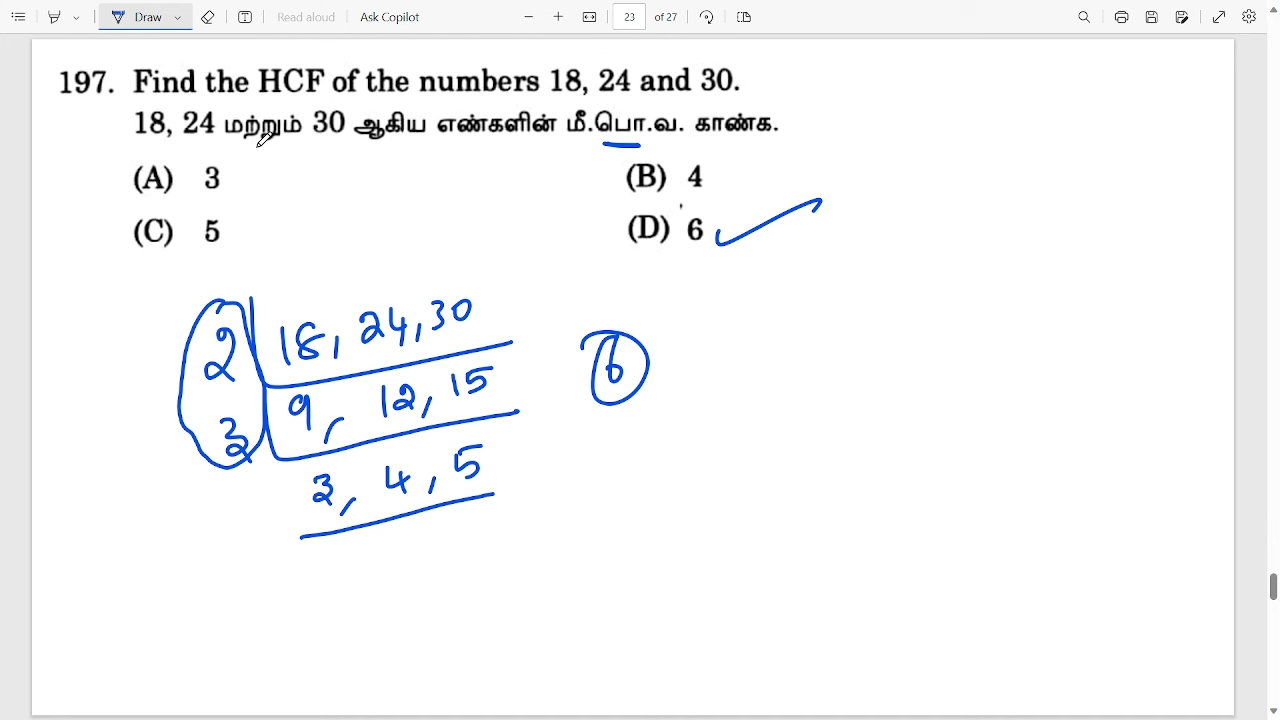 Draw
Read aloud
Ask Copilot
23 of 27
197. Find the HCF of the numbers 18, 24 and 30.
18, 24 மற்றும் 30 ஆகிய எண்களின் மீ.பொ.வ. காண்க.
(A) 3 (B) 4
(C) 5 (D) 6
2 18, 24, 30
3 9, 12, 15
3, 4, 5
6